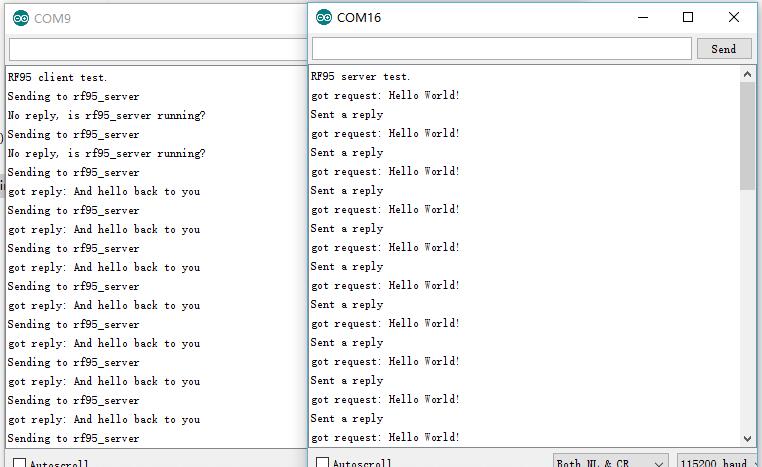 COM9
RF95 client test.
Sending to rf95_server
No reply, is rf95_server running?
Sending to rf95_server
No reply, is rf95_server running?
Sending to rf95_server
got reply: And hello back to you
Sending to rf95_server
got reply: And hello back to you
Sending to rf95_server
got reply: And hello back to you
Sending to rf95_server
got reply: And hello back to you
Sending to rf95_server
got reply: And hello back to you
Sending to rf95_server
got reply: And hello back to you
Sending to rf95_server
got reply: And hello back to you
Sending to rf95_server
Autoscroll
COM16
Send
RF95 server test.
got request: Hello World!
Sent a reply
got request: Hello World!
Sent a reply
got request: Hello World!
Sent a reply
got request: Hello World!
Sent a reply
got request: Hello World!
Sent a reply
got request: Hello World!
Sent a reply
got request: Hello World!
Sent a reply
got request: Hello World!
Sent a reply
got request: Hello World!
Sent a reply
got request: Hello World!
Autoscroll
Both NL & CR
115200 baud